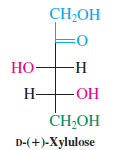 CH₂OH
=O
HO H
H OH
CH₂OH
D-(+)-Xylulose